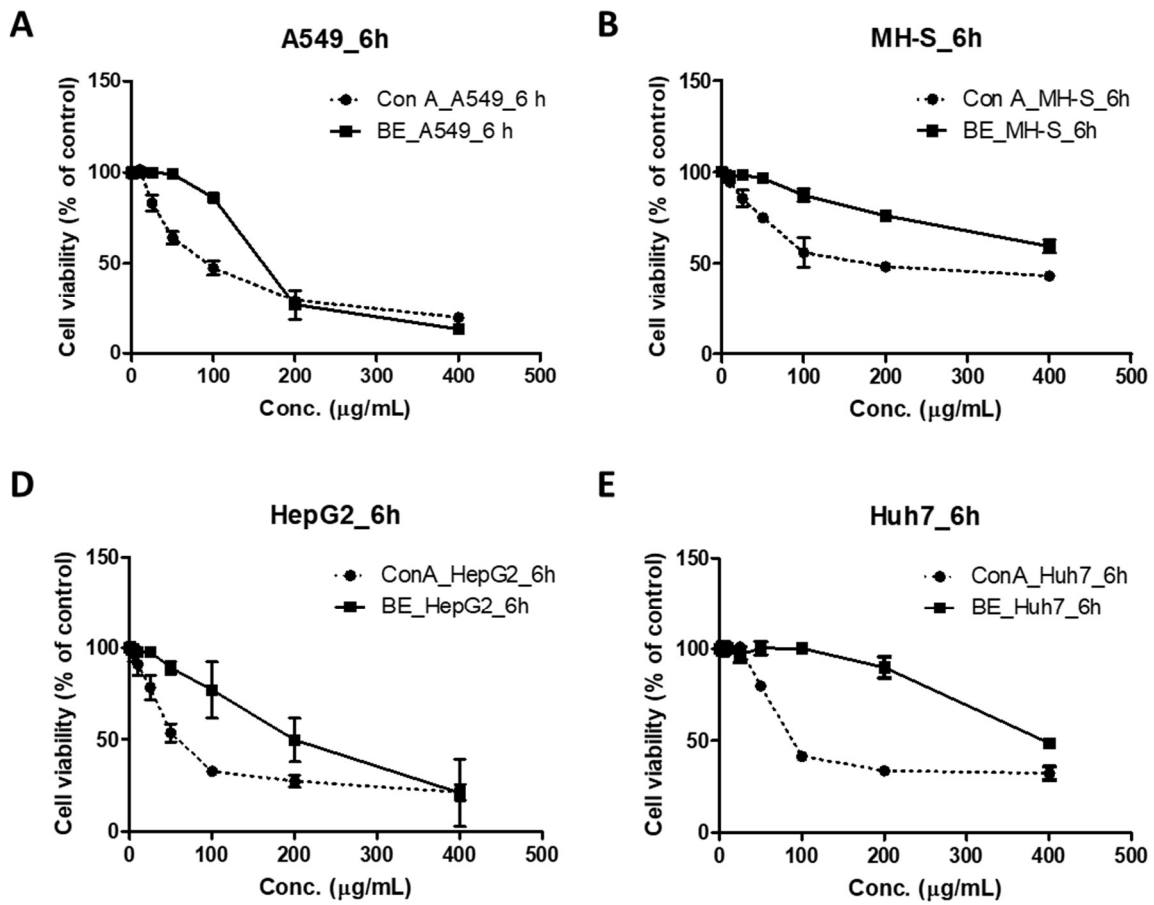 A
A549_6h
Cell viability (% of control)
150
100
50
0
Con A_A549_6 h
BE_A549_6 h
0 100 200 300 400 500
Conc. (μg/mL)
B
MH-S_6h
Cell viability (% of control)
150
100
50
0
Con A_MH-S_6h
BE_MH-S_6h
0 100 200 300 400 500
Conc. (μg/mL)
D
HepG2_6h
Cell viability (% of control)
150
100
50
0
ConA_HepG2_6h
BE_HepG2_6h
0 100 200 300 400 500
Conc. (μg/mL)
E
Huh7_6h
Cell viability (% of control)
150
100
50
0
ConA_Huh7_6h
BE_Huh7_6h
0 100 200 300 400 500
Conc. (μg/mL)